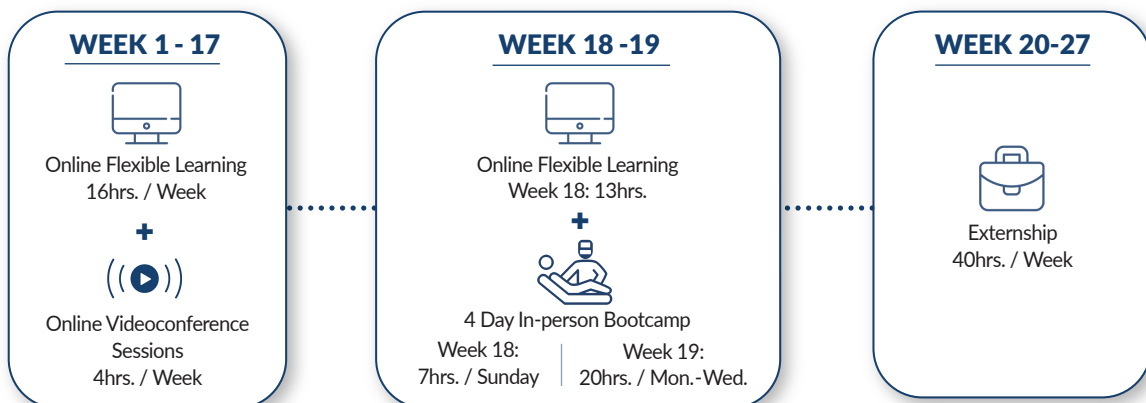 WEEK 1 - 17
Online Flexible Learning
16hrs. / Week
+
Online Videoconference
Sessions
4hrs. / Week
WEEK 18 -19
Online Flexible Learning
Week 18: 13hrs.
+
4 Day In-person Bootcamp
Week 18:
7hrs. / Sunday
Week 19:
20hrs. / Mon.-Wed.
WEEK 20-27
Externship
40hrs. / Week